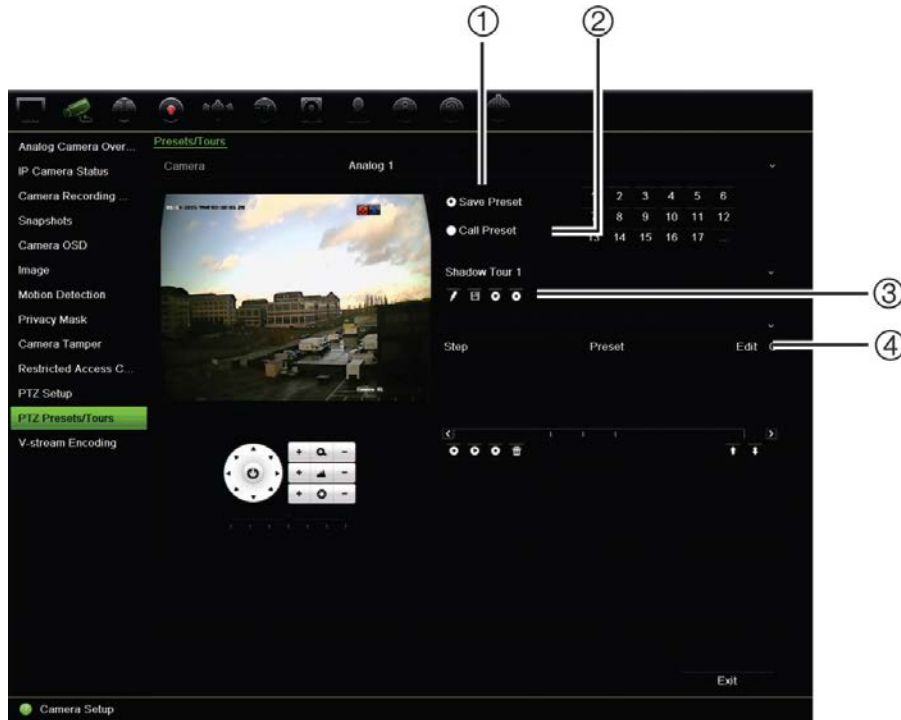 ① ②
Analog Camera Over...
Presets/Tours
IP Camera Status
Camera Analog 1
Camera Recording ...
Snapshots
Camera OSD
Image
Motion Detection
Privacy Mask
Camera Tamper
Restricted Access C...
PTZ Setup
PTZ Presets/Tours
V-stream Encoding
Save Preset
1 2 3 4 5 6
8 9 10 11 12
Call Preset
13 14 15 16 17 ...
Shadow Tour 1
③
Step Preset Edit
④
Exit
Camera Setup